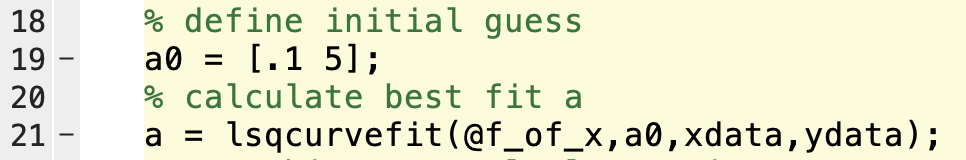 18 % define initial guess
19 – a0 = [.1 5];
20 % calculate best fit a
21 – a = lsqcurvefit(@f_of_x,a0,xdata,ydata);